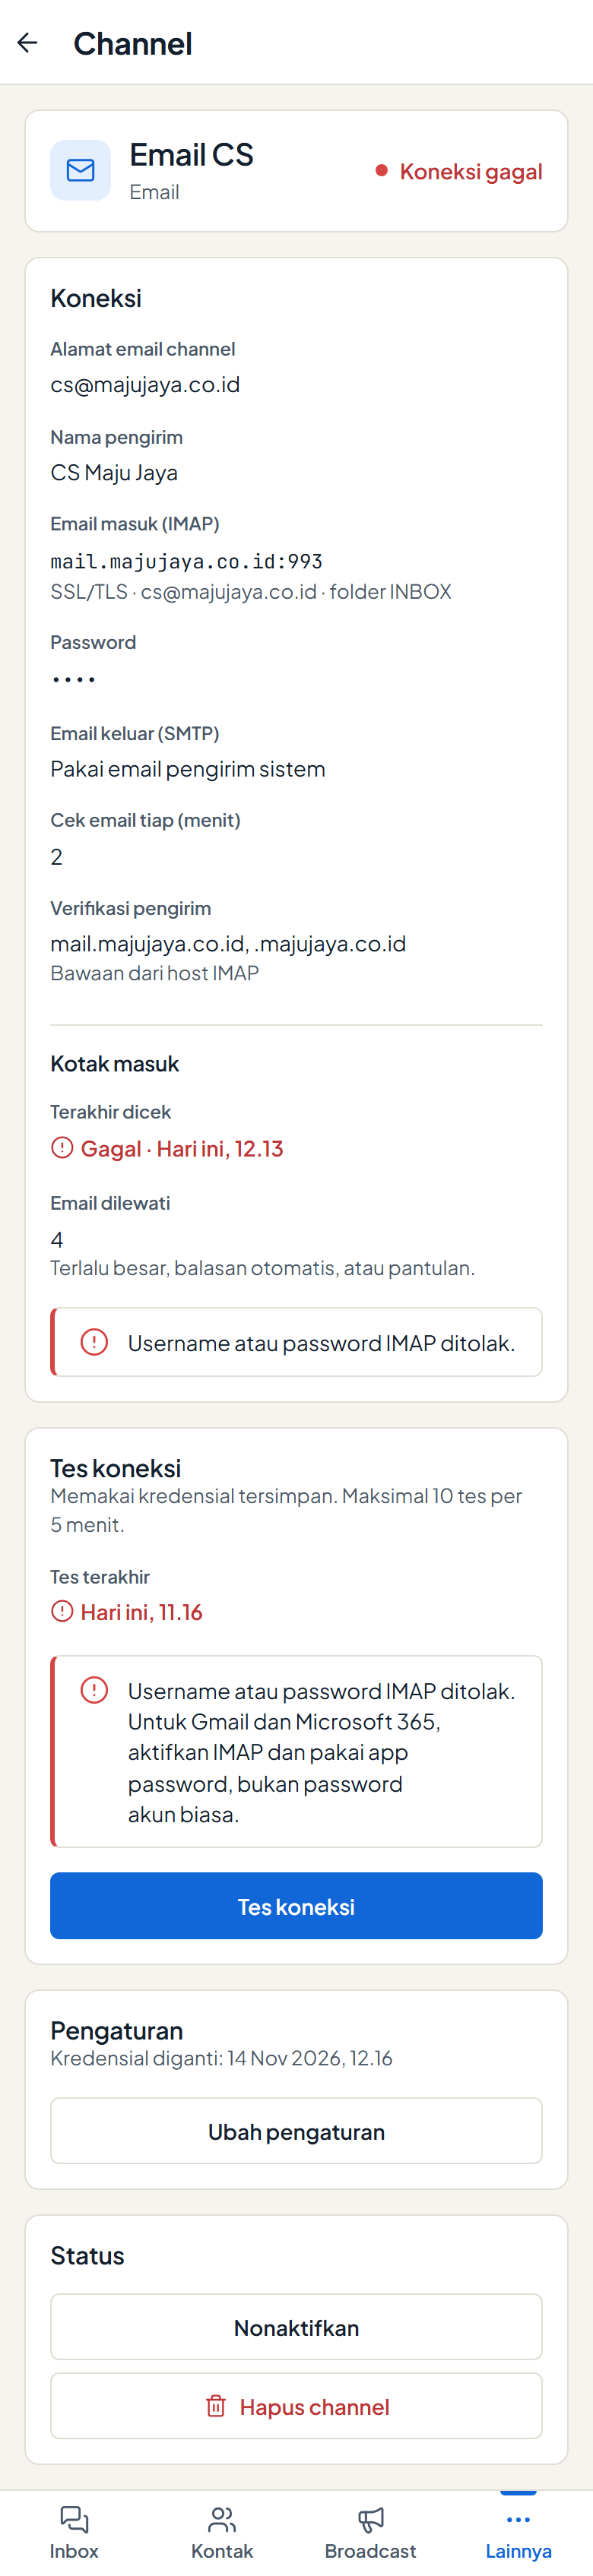 Channel
Email CS
Email
Koneksi gagal
Koneksi
Alamat email channel
cs@majujaya.co.id
Nama pengirim
CS Maju Jaya
Email masuk (IMAP)
mail.majujaya.co.id:993
SSL/TLS · cs@majujaya.co.id · folder INBOX
Password
••••
Email keluar (SMTP)
Pakai email pengirim sistem
Cek email tiap (menit)
2
Verifikasi pengirim
mail.majujaya.co.id, .majujaya.co.id
Bawaan dari host IMAP
Kotak masuk
Terakhir dicek
Gagal · Hari ini, 12.13
Email dilewati
4
Terlalu besar, balasan otomatis, atau pantulan.
Username atau password IMAP ditolak.
Tes koneksi
Memakai kredensial tersimpan. Maksimal 10 tes per
5 menit.
Tes terakhir
Hari ini, 11.16
Username atau password IMAP ditolak.
Untuk Gmail dan Microsoft 365,
aktifkan IMAP dan pakai app
password, bukan password
akun biasa.
Tes koneksi
Pengaturan
Kredensial diganti: 14 Nov 2026, 12.16
Ubah pengaturan
Status
Nonaktifkan
Hapus channel
Inbox
Kontak
Broadcast
Lainnya